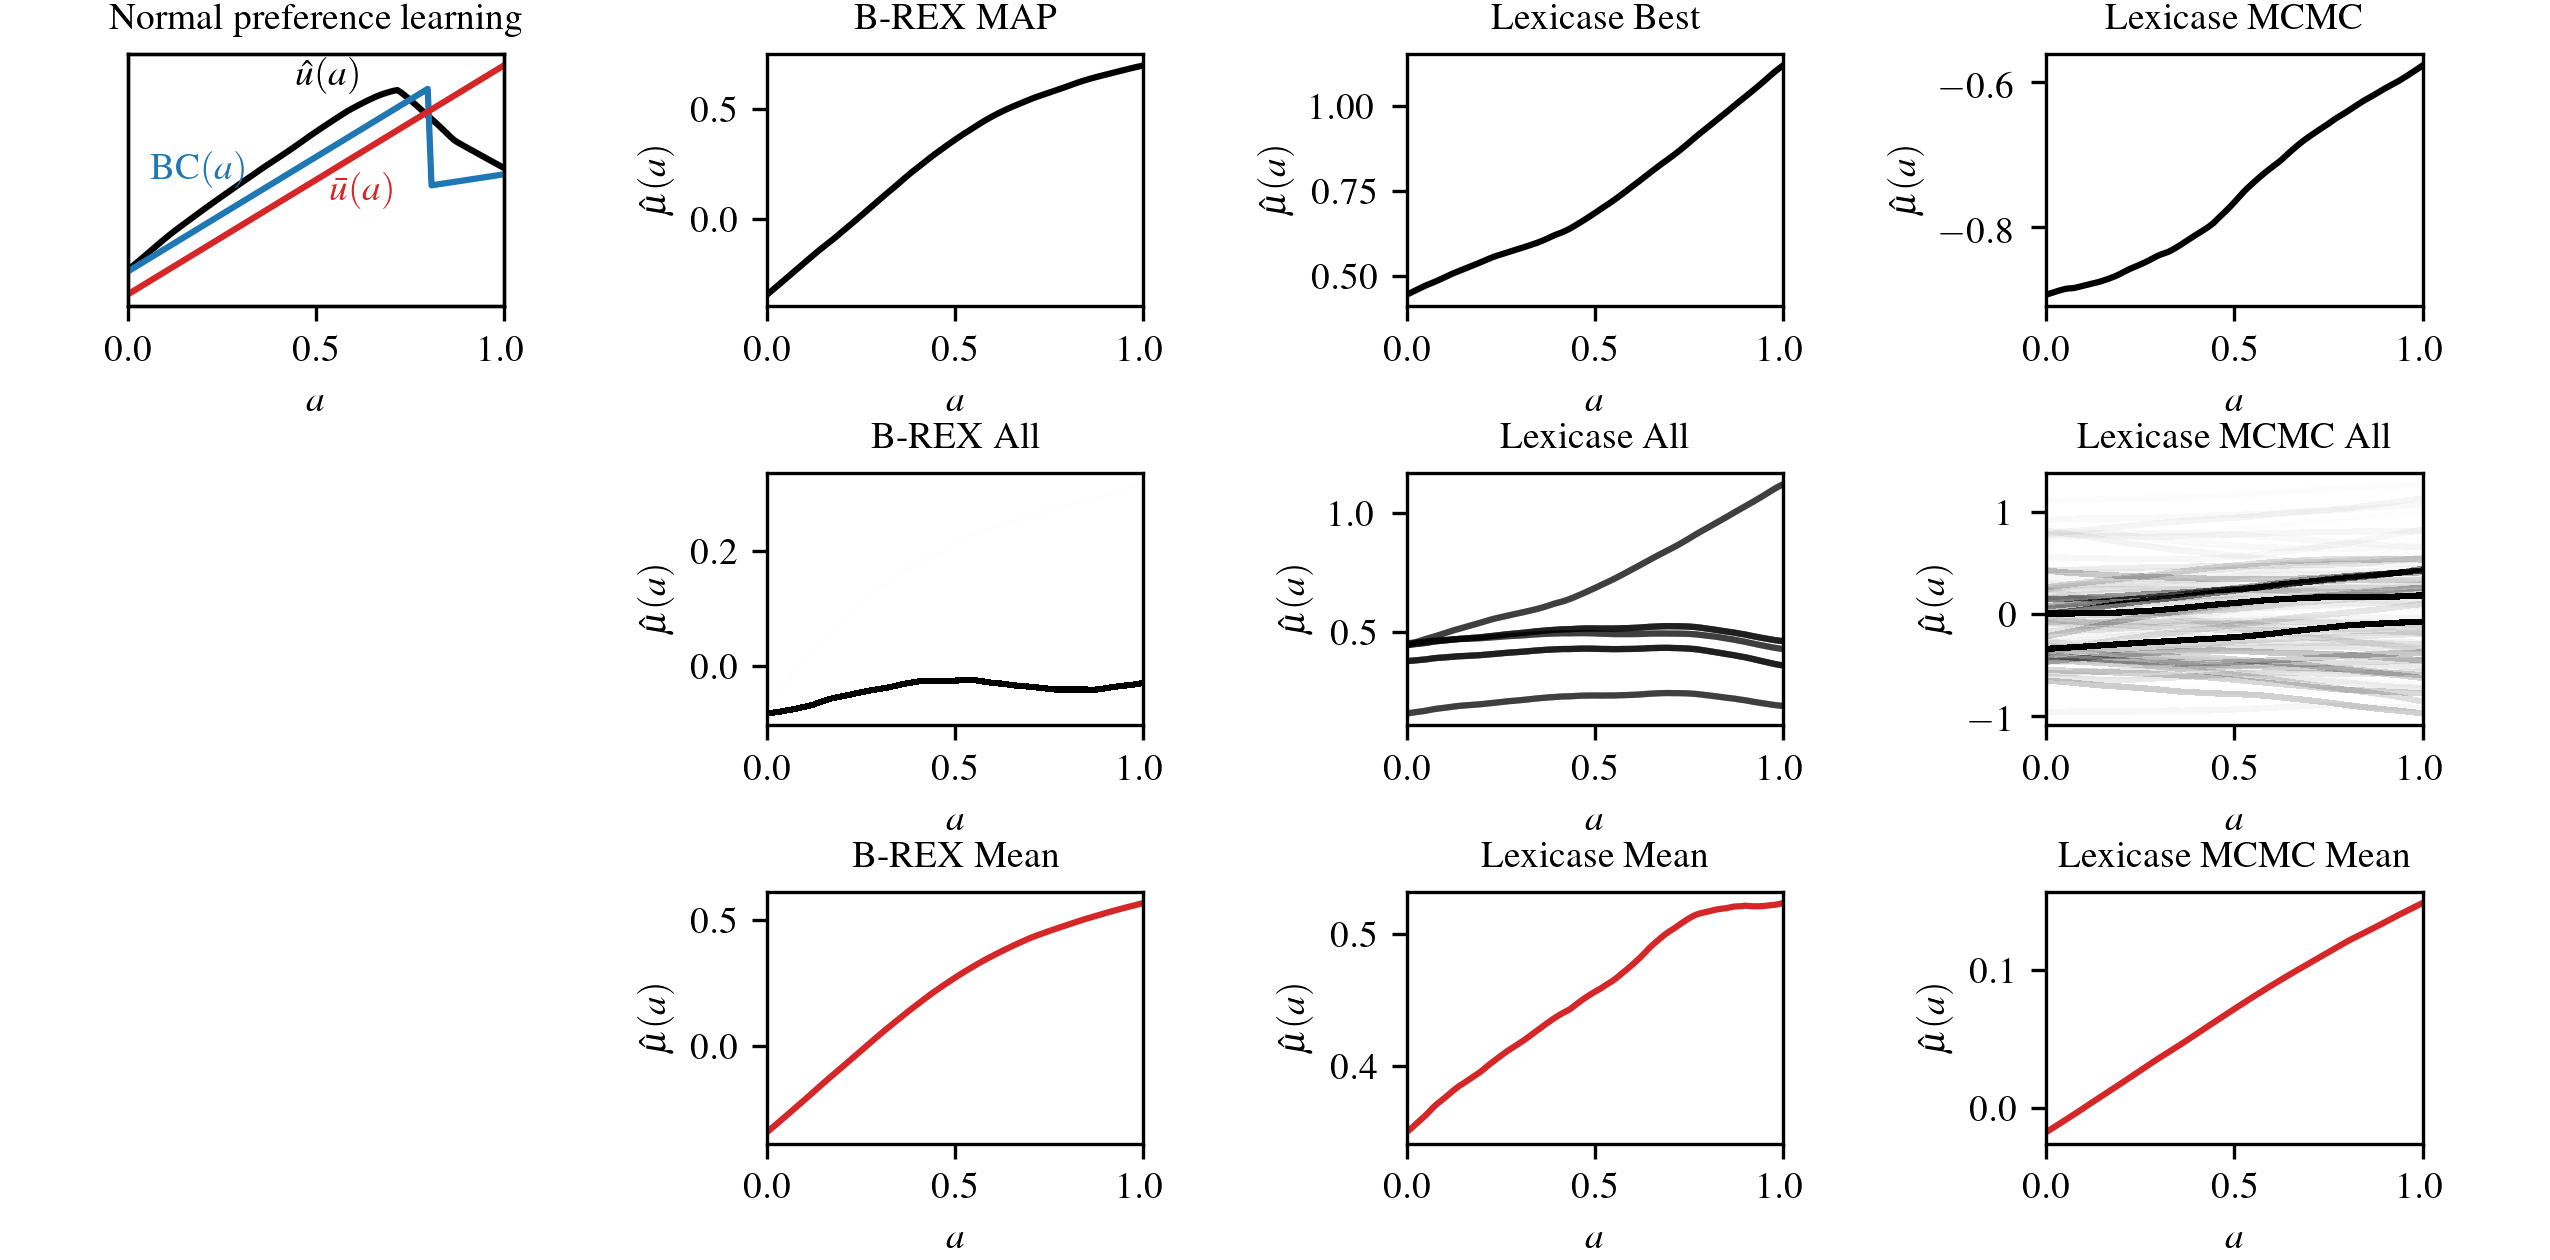 Normal preference learning
û(a)
BC(a)
ū(a)
0.0 0.5 1.0
a
B-REX MAP
μ̂(a)
0.5
0.0
0.0 0.5 1.0
a
Lexicase Best
μ̂(a)
1.00
0.75
0.50
0.0 0.5 1.0
a
Lexicase MCMC
μ̂(a)
−0.6
−0.8
0.0 0.5 1.0
a
B-REX All
μ̂(a)
0.2
0.0
0.0 0.5 1.0
a
Lexicase All
μ̂(a)
1.0
0.5
0.0 0.5 1.0
a
Lexicase MCMC All
μ̂(a)
1
0
−1
0.0 0.5 1.0
a
B-REX Mean
μ̂(a)
0.5
0.0
0.0 0.5 1.0
a
Lexicase Mean
μ̂(a)
0.5
0.4
0.0 0.5 1.0
a
Lexicase MCMC Mean
μ̂(a)
0.1
0.0
0.0 0.5 1.0
a